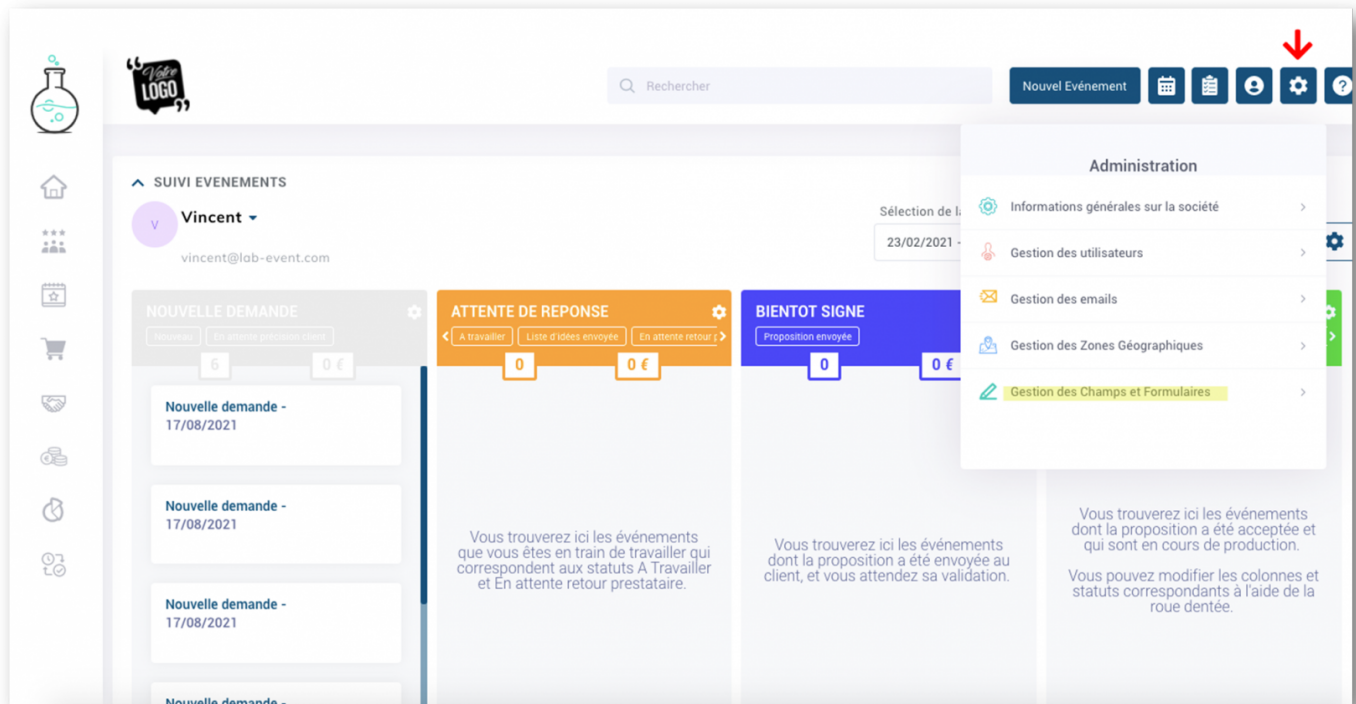 Votre
LOGO
Rechercher
Nouvel Evénement
SUIVI EVENEMENTS
V
Vincent
vincent@lab-event.com
Sélection de la
23/02/2021 -
Administration
Informations générales sur la société
Gestion des utilisateurs
Gestion des emails
Gestion des Zones Géographiques
Gestion des Champs et Formulaires
NOUVELLE DEMANDE
Nouveau
En attente précision client
6
0 €
ATTENTE DE REPONSE
A travailler
Liste d'idées envoyée
En attente retour p
0
0 €
BIENTOT SIGNE
Proposition envoyée
0
0 €
Nouvelle demande -
17/08/2021
Nouvelle demande -
17/08/2021
Nouvelle demande -
17/08/2021
Nouvelle demande
Vous trouverez ici les événements
que vous êtes en train de travailler qui
correspondent aux statuts A Travailler
et En attente retour prestataire.
Vous trouverez ici les événements
dont la proposition a été envoyée au
client, et vous attendez sa validation.
Vous trouverez ici les événements
dont la proposition a été acceptée et
qui sont en cours de production.
Vous pouvez modifier les colonnes et
statuts correspondants à l'aide de la
roue dentée.